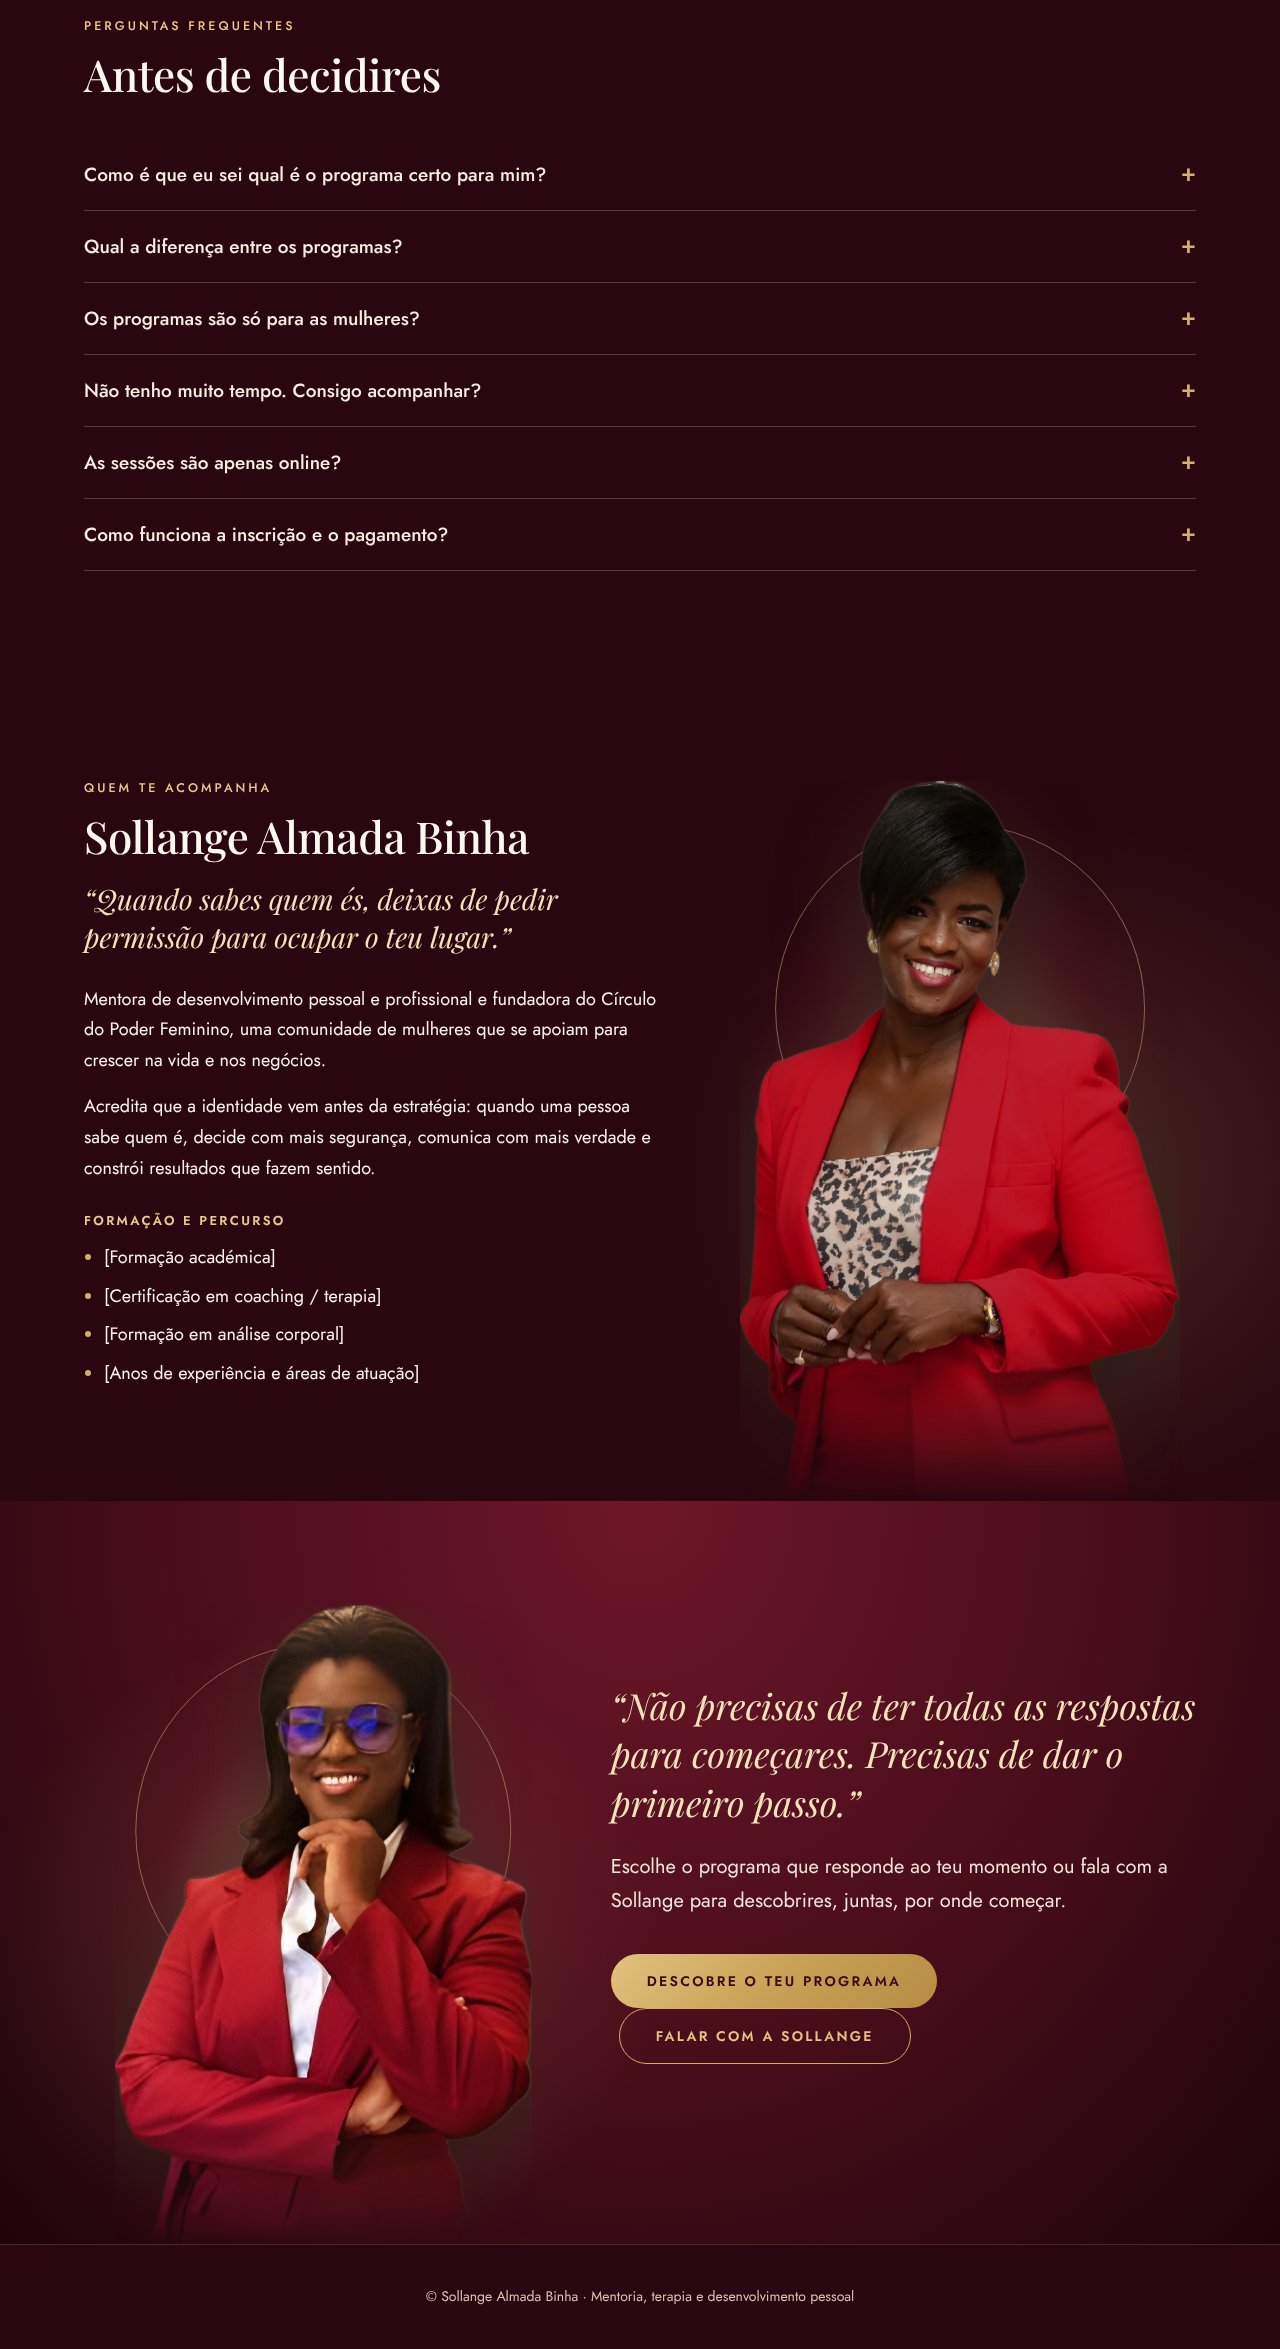 PERGUNTAS FREQUENTES
Antes de decidires
Como é que eu sei qual é o programa certo para mim?
+
Qual a diferença entre os programas?
+
Os programas são só para as mulheres?
+
Não tenho muito tempo. Consigo acompanhar?
+
As sessões são apenas online?
+
Como funciona a inscrição e o pagamento?
+
QUEM TE ACOMPANHA
Sollange Almada Binha
“Quando sabes quem és, deixas de pedir
permissão para ocupar o teu lugar.”
Mentora de desenvolvimento pessoal e profissional e fundadora do Círculo
do Poder Feminino, uma comunidade de mulheres que se apoiam para
crescer na vida e nos negócios.
Acredita que a identidade vem antes da estratégia: quando uma pessoa
sabe quem é, decide com mais segurança, comunica com mais verdade e
constrói resultados que fazem sentido.
FORMAÇÃO E PERCURSO
• [Formação académica]
• [Certificação em coaching / terapia]
• [Formação em análise corporal]
• [Anos de experiência e áreas de atuação]
“Não precisas de ter todas as respostas
para começares. Precisas de dar o
primeiro passo.”
Escolhe o programa que responde ao teu momento ou fala com a
Sollange para descobrires, juntas, por onde começar.
DESCOBRE O TEU PROGRAMA
FALAR COM A SOLLANGE
© Sollange Almada Binha · Mentoria, terapia e desenvolvimento pessoal